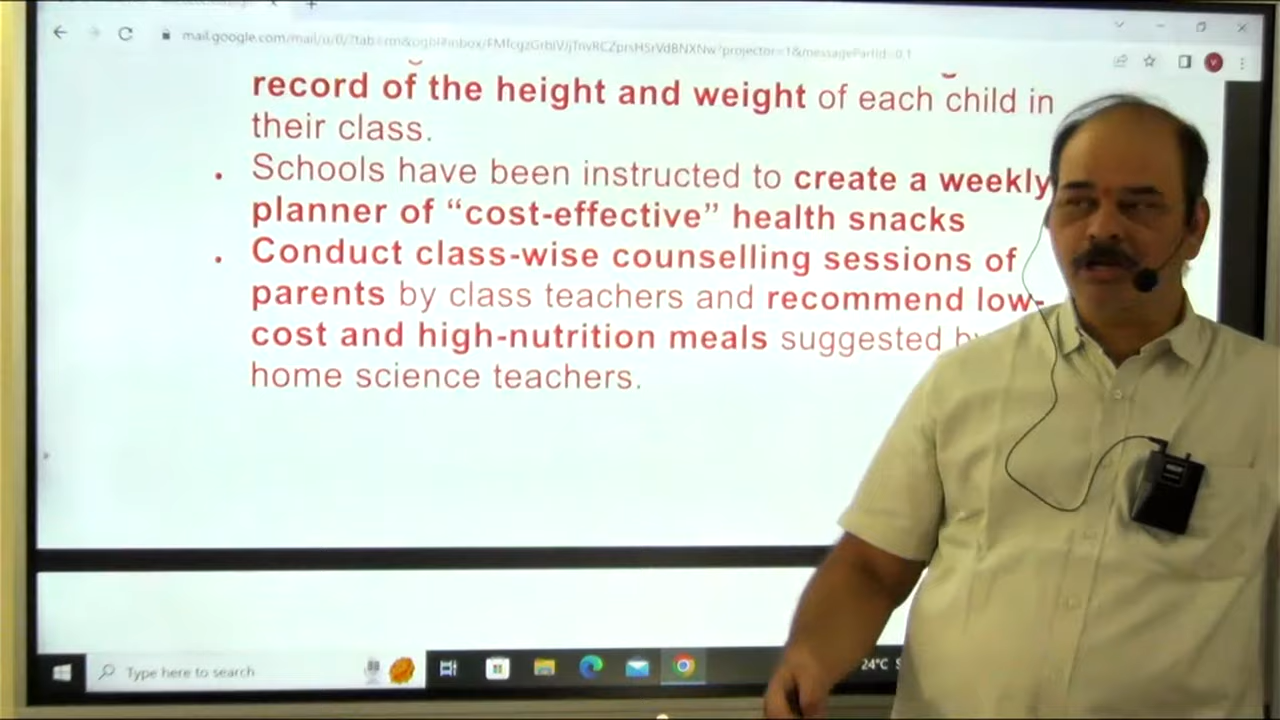 record of the height and weight of each child in
their class.
. Schools have been instructed to create a weekly
planner of “cost-effective” health snacks
. Conduct class-wise counselling sessions of
parents by class teachers and recommend low-
cost and high-nutrition meals suggested
home science teachers.
Type here to search
24°C